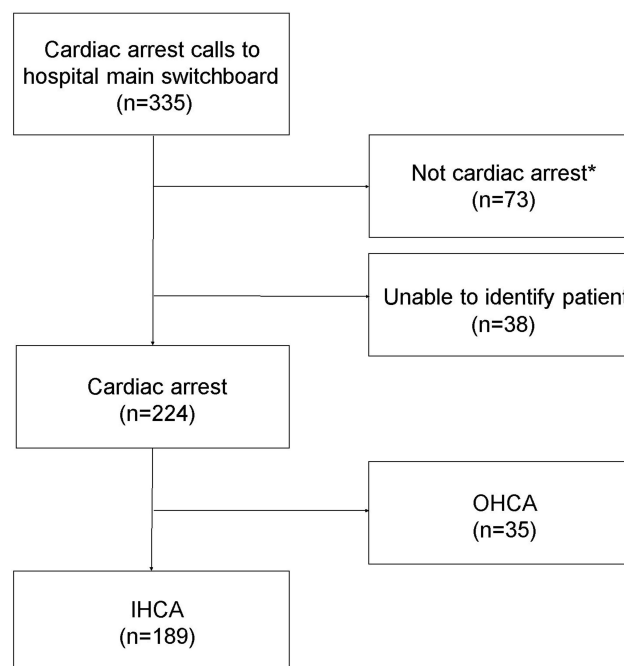 Cardiac arrest calls to
hospital main switchboard
(n=335)
Not cardiac arrest*
(n=73)
Unable to identify patient
(n=38)
Cardiac arrest
(n=224)
OHCA
(n=35)
IHCA
(n=189)